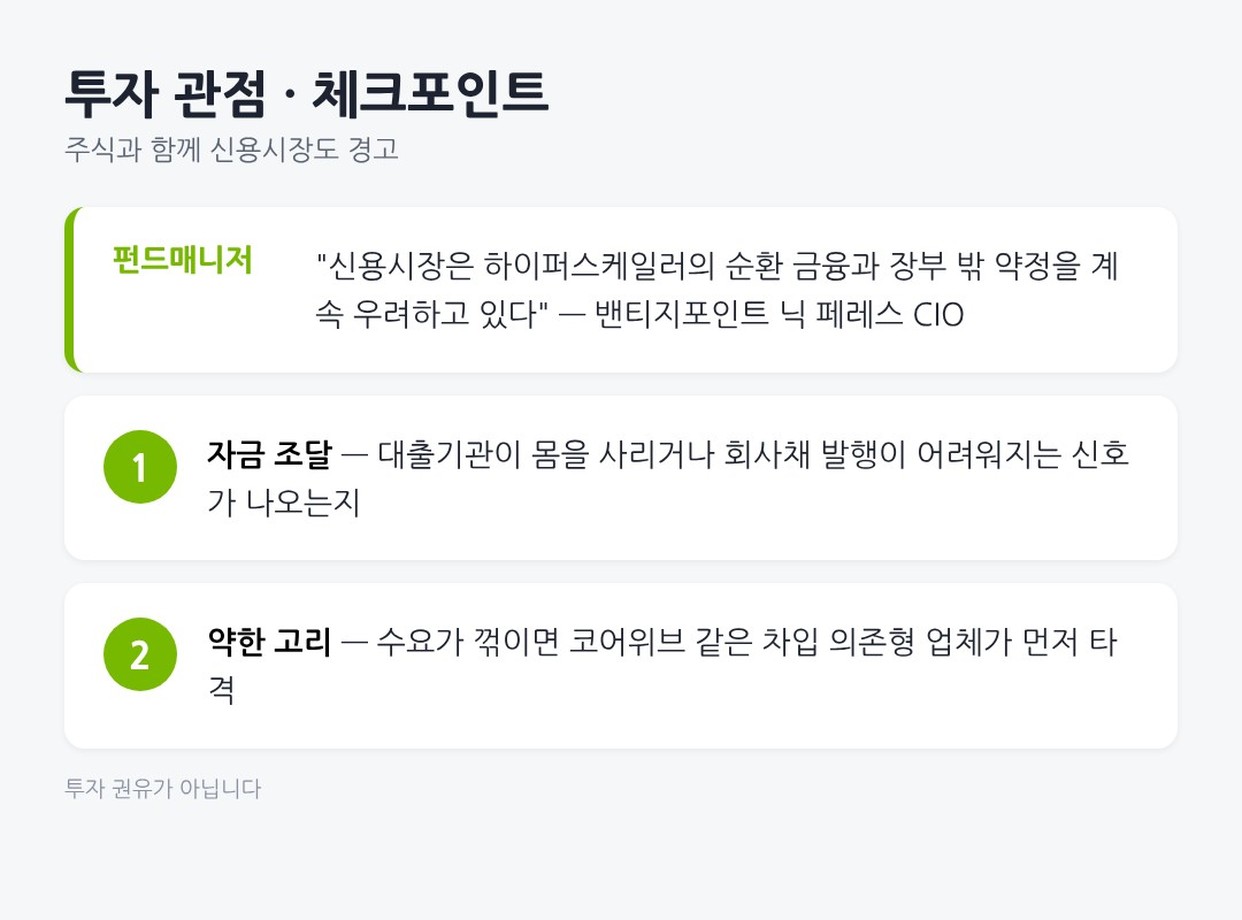 투자 관점 · 체크포인트
주식과 함께 신용시장도 경고
펀드매니저
"신용시장은 하이퍼스케일러의 순환 금융과 장부 밖 약정을 계
속 우려하고 있다" — 밴티지포인트 닉 페레스 CIO
1
자금 조달 — 대출기관이 몸을 사리거나 회사채 발행이 어려워지는 신호
가 나오는지
2
약한 고리 — 수요가 꺾이면 코어위브 같은 차입 의존형 업체가 먼저 타
격
투자 권유가 아닙니다